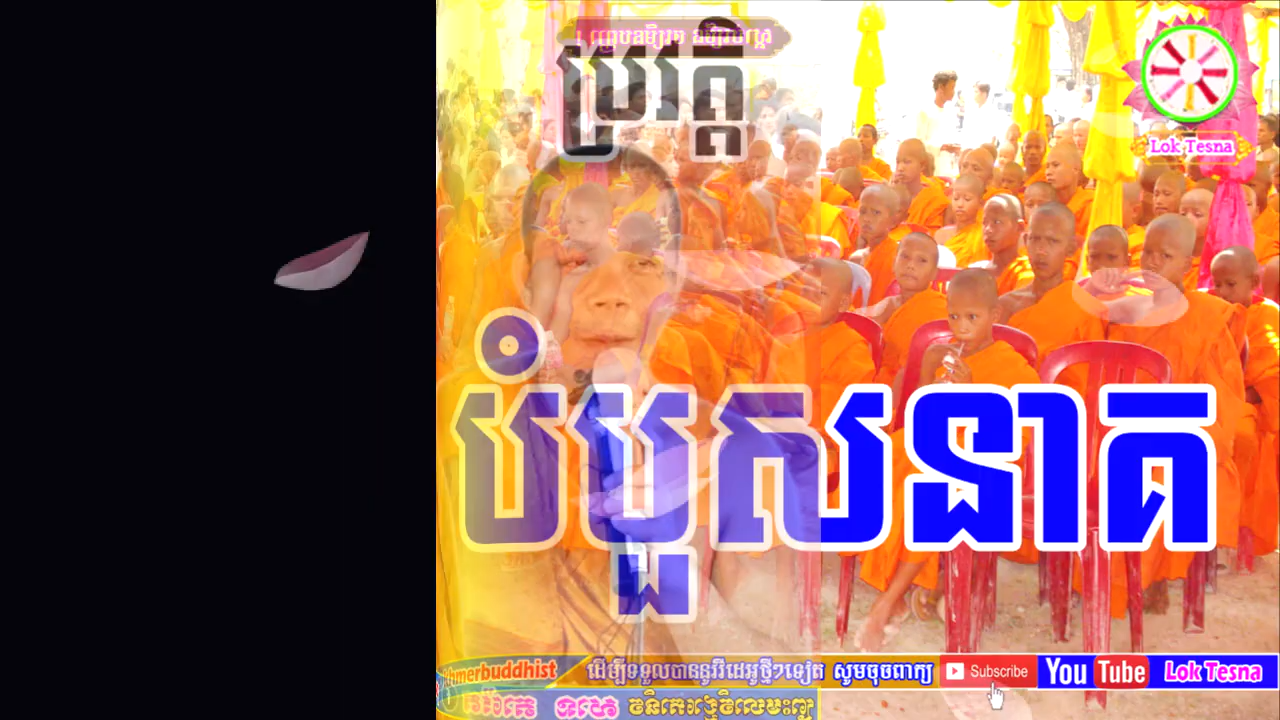 ប្រវត្តិ
Lok Tesna
បំបួសនាគ
khmerbuddhist ដើម្បីទទួលបាននូវវីដេអូថ្មីៗទៀត សូមចុចពាក្យ Subscribe YouTube Lok Tesna